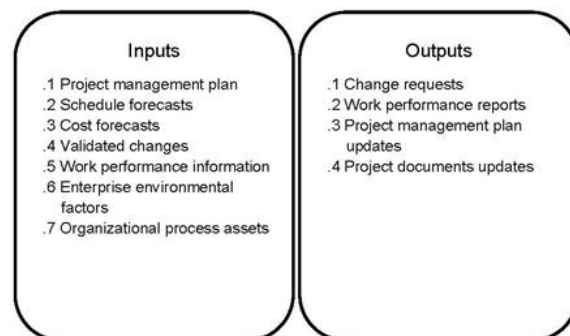 Inputs
.1 Project management plan
.2 Schedule forecasts
.3 Cost forecasts
.4 Validated changes
.5 Work performance information
.6 Enterprise environmental
factors
.7 Organizational process assets
Outputs
.1 Change requests
.2 Work performance reports
.3 Project management plan
updates
.4 Project documents updates